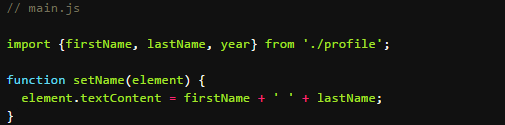 // main.js
import {firstName, lastName, year} from './profile';
function setName(element) {
element.textContent = firstName + ' ' + lastName;
}